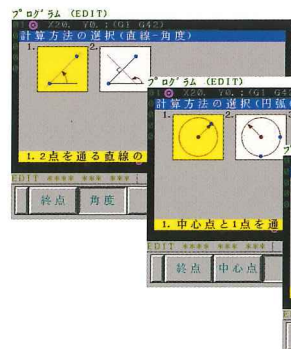 プログラム (EDIT)
X20. Y0. ; (G1 G42)
計算方法の選択(直線-角度)
1. 2.
1.2点を通る直線の
EDIT **** *** ***
終点 角度
プログラム (EDIT)
X20. Y0. ; (G1 G4
計算方法の選択(円弧
1. 2.
1. 中心点と1点を通
EDIT **** *** ***
終点 中心点